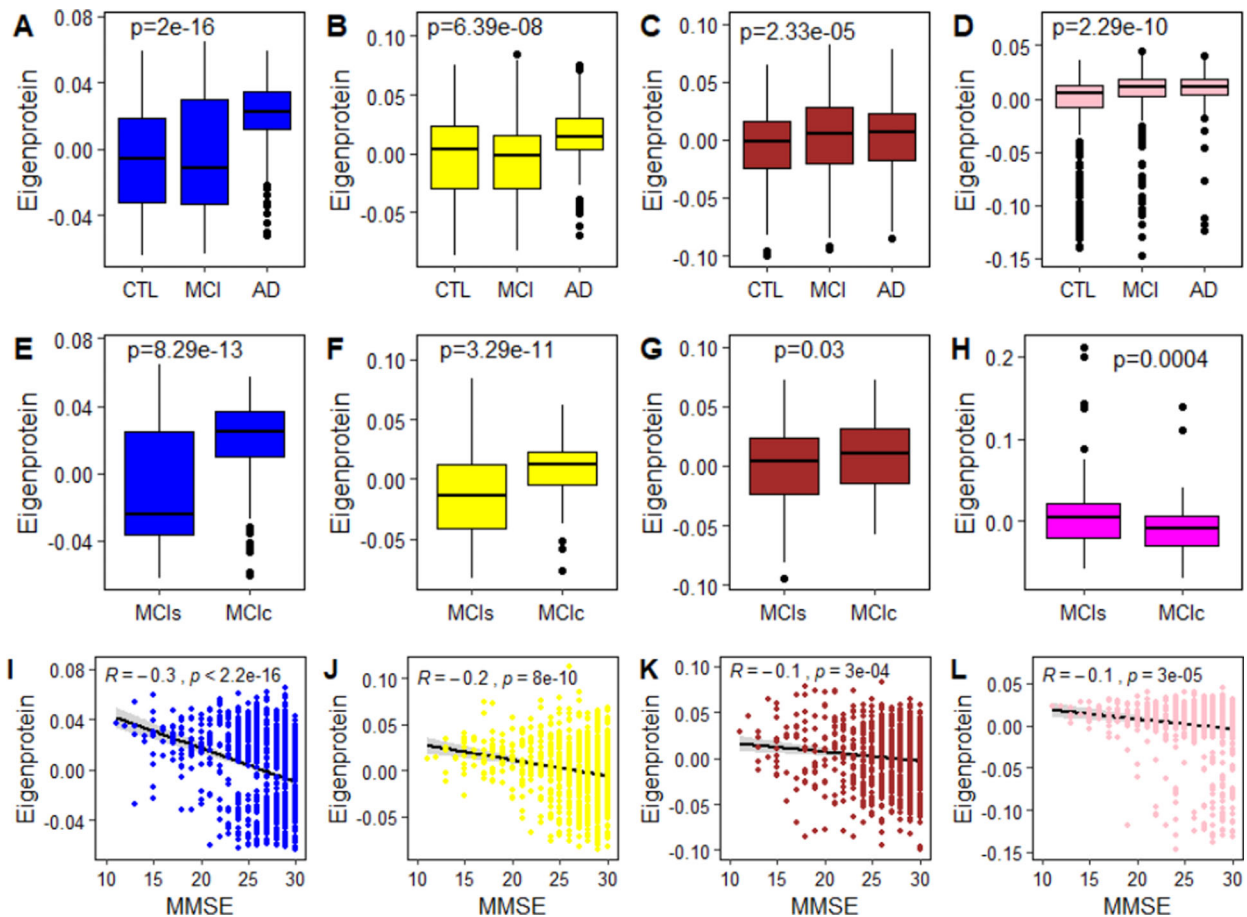 A
p=2e-16
Eigenprotein
0.08
0.04
0.00
-0.04
CTL MCI AD
B
p=6.39e-08
Eigenprotein
0.10
0.05
0.00
-0.05
CTL MCI AD
C
p=2.33e-05
Eigenprotein
0.10
0.05
0.00
-0.05
-0.10
CTL MCI AD
D
p=2.29e-10
Eigenprotein
0.05
0.00
-0.05
-0.10
-0.15
CTL MCI AD
E
p=8.29e-13
Eigenprotein
0.08
0.04
0.00
-0.04
MCIs MCIc
F
p=3.29e-11
Eigenprotein
0.10
0.05
0.00
-0.05
MCIs MCIc
G
p=0.03
Eigenprotein
0.10
0.05
0.00
-0.05
-0.10
MCIs MCIc
H
p=0.0004
Eigenprotein
0.2
0.1
0.0
MCIs MCIc
I
R = −0.3 , p < 2.2e-16
Eigenprotein
0.08
0.04
0.00
-0.04
10 15 20 25 30
MMSE
J
R = −0.2 , p = 8e-10
Eigenprotein
0.10
0.05
0.00
-0.05
10 15 20 25 30
MMSE
K
R = −0.1 , p = 3e-04
Eigenprotein
0.10
0.05
0.00
-0.05
-0.10
10 15 20 25 30
MMSE
L
R = −0.1 , p = 3e-05
Eigenprotein
0.05
0.00
-0.05
-0.10
-0.15
10 15 20 25 30
MMSE